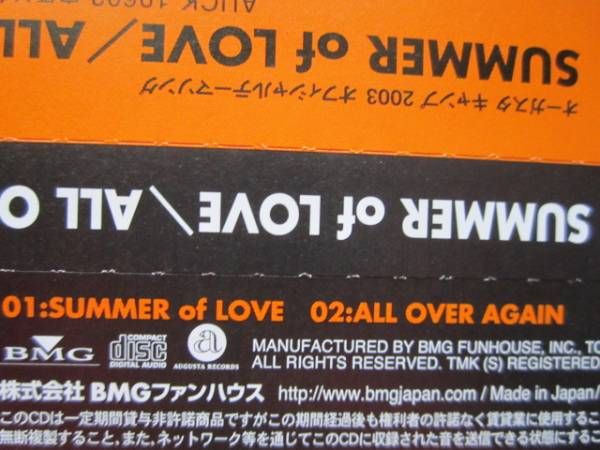 AUCK
SUMMER of LOVE／ALL
オーガスタ キャンプ 2003 オフィシャルテーマソング
SUMMER of LOVE／ALL O
01:SUMMER of LOVE 02:ALL OVER AGAIN
BMG
COMPACT
disc
DIGITAL AUDIO
a
AUGUSTA RECORDS
MANUFACTURED BY BMG FUNHOUSE, INC., TO
ALL RIGHTS RESERVED. TMK (S) REGISTERED
株式会社 BMGファンハウス http://www.bmgjapan.com / Made in Japan/
このCDは一定期間貸与非許諾商品ですがこの期間経過後も権利者の許諾なく賃貸業に使用するこ
無断複製すること、また、ネットワーク等を通じてこのCDに収録された音を送信できる状態にするこ